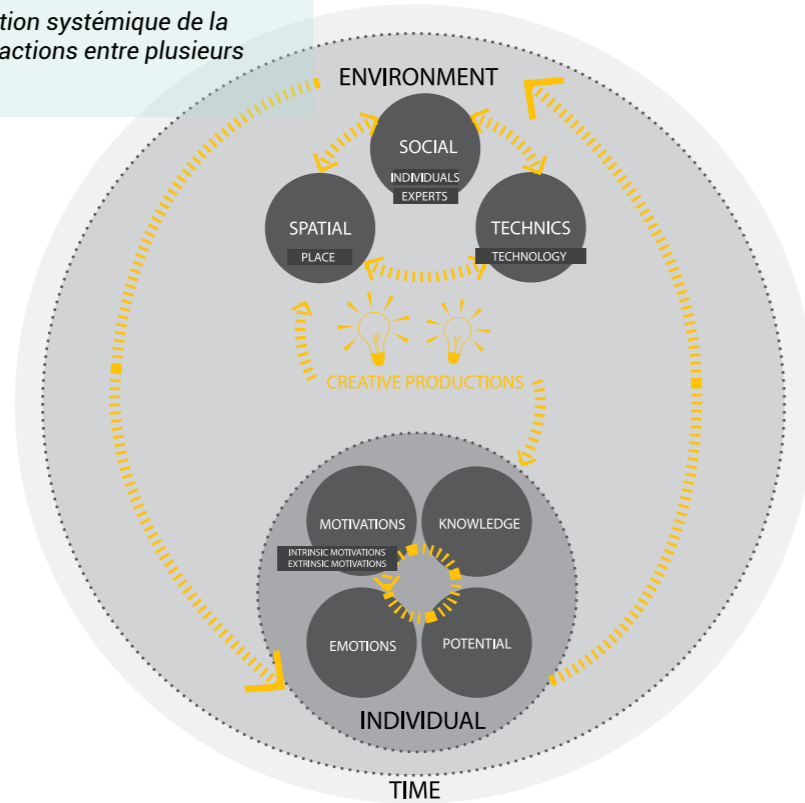 tion systémique de la
actions entre plusieurs
ENVIRONMENT
SOCIAL
INDIVIDUALS
EXPERTS
SPATIAL
PLACE
TECHNICS
TECHNOLOGY
CREATIVE PRODUCTIONS
MOTIVATIONS
INTRINSIC MOTIVATIONS
EXTRINSIC MOTIVATIONS
KNOWLEDGE
EMOTIONS
POTENTIAL
INDIVIDUAL
TIME